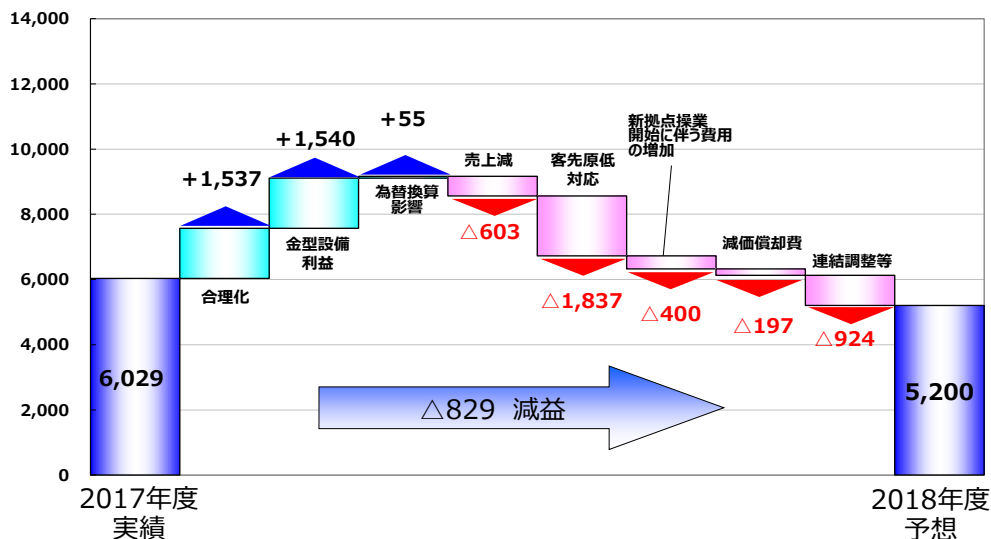 14,000
12,000
10,000
8,000
6,000
4,000
2,000
0
6,029
+1,537
合理化
+1,540
金型設備
利益
+55
為替換算
影響
売上減
△603
客先原低
対応
△1,837
新拠点操業
開始に伴う費用
の増加
△400
減価償却費
△197
連結調整等
△924
5,200
△829 減益
2017年度
実績
2018年度
予想